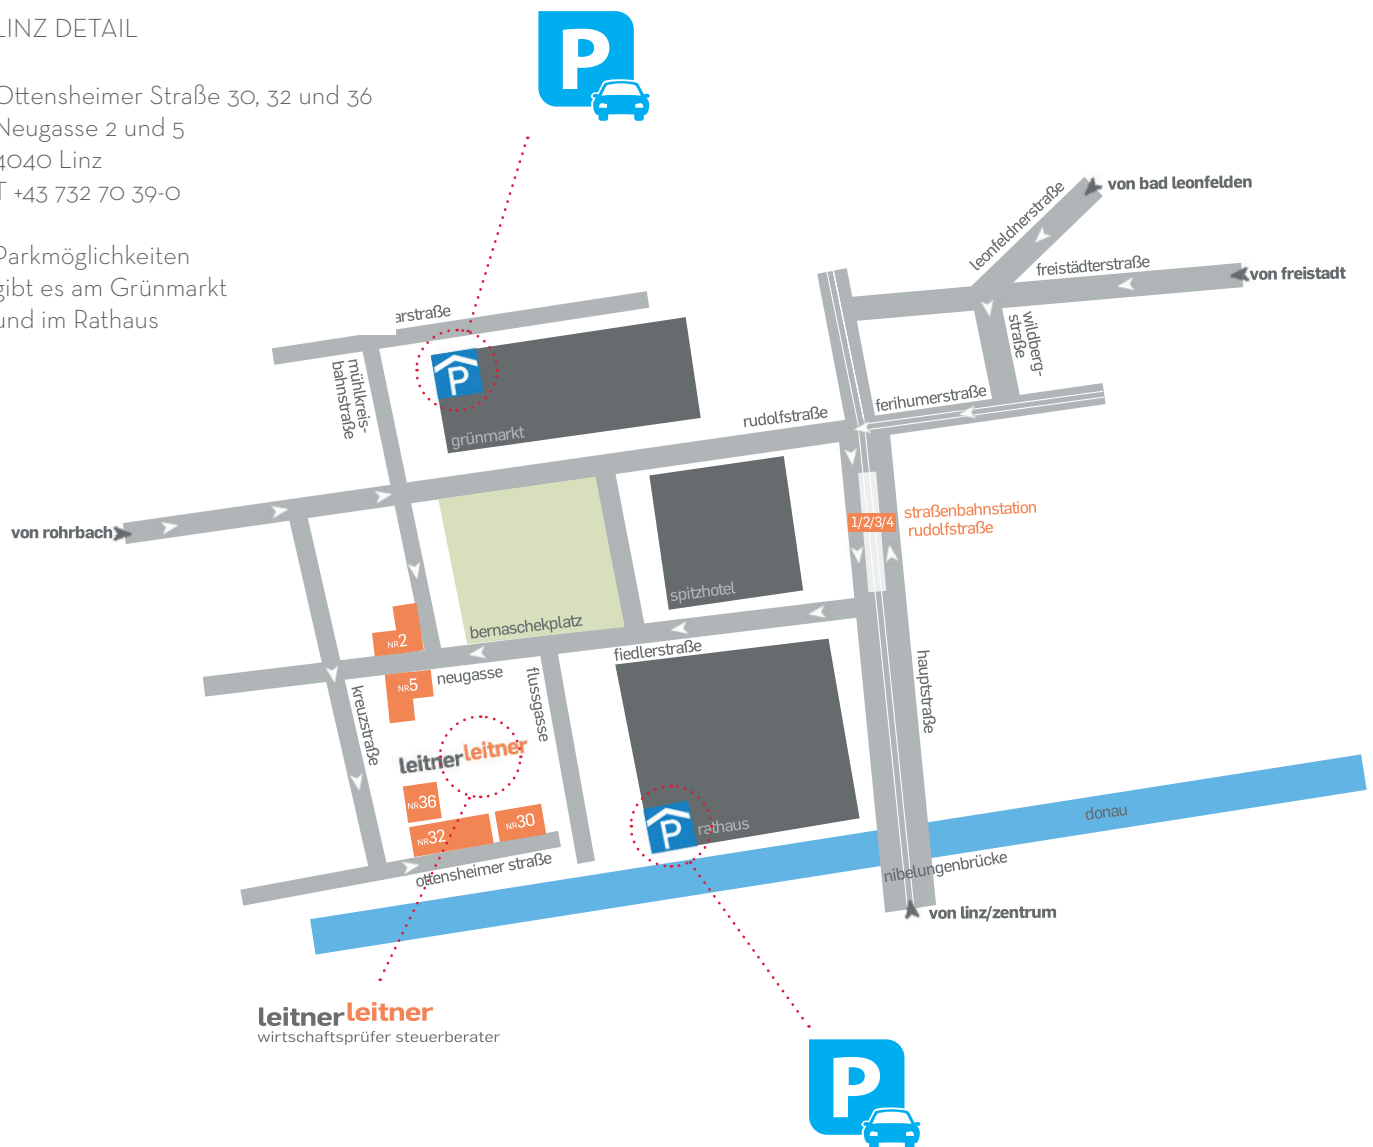 LINZ DETAIL
Ottensheimer Straße 30, 32 und 36
Neugasse 2 und 5
4040 Linz
T +43 732 70 39-0
Parkmöglichkeiten
gibt es am Grünmarkt
und im Rathaus
P
von bad leonfelden
leonfeldnerstraße
freistädterstraße
von freistadt
wildberg-
straße
arstraße
mühlkreis-
bahnstraße
P
grünmarkt
rudolfstraße
ferihumerstraße
von rohrbach
1/2/3/4
straßenbahnstation
rudolfstraße
spitzhotel
bernaschekplatz
fiedlerstraße
NR2
NR5
neugasse
flussgasse
kreuzstraße
hauptstraße
leitnerleitner
NR36
NR32
NR30
ottensheimer straße
P
rathaus
donau
nibelungenbrücke
von linz/zentrum
leitnerleitner
wirtschaftsprüfer steuerberater
P